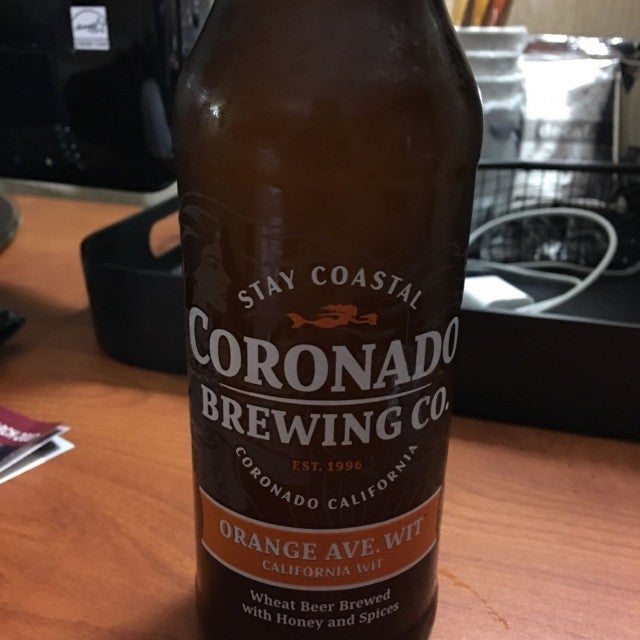 STAY COASTAL
CORONADO
BREWING CO.
EST. 1996
CORONADO CALIFORNIA
ORANGE AVE. WIT
CALIFORNIA WIT
Wheat Beer Brewed
with Honey and Spices